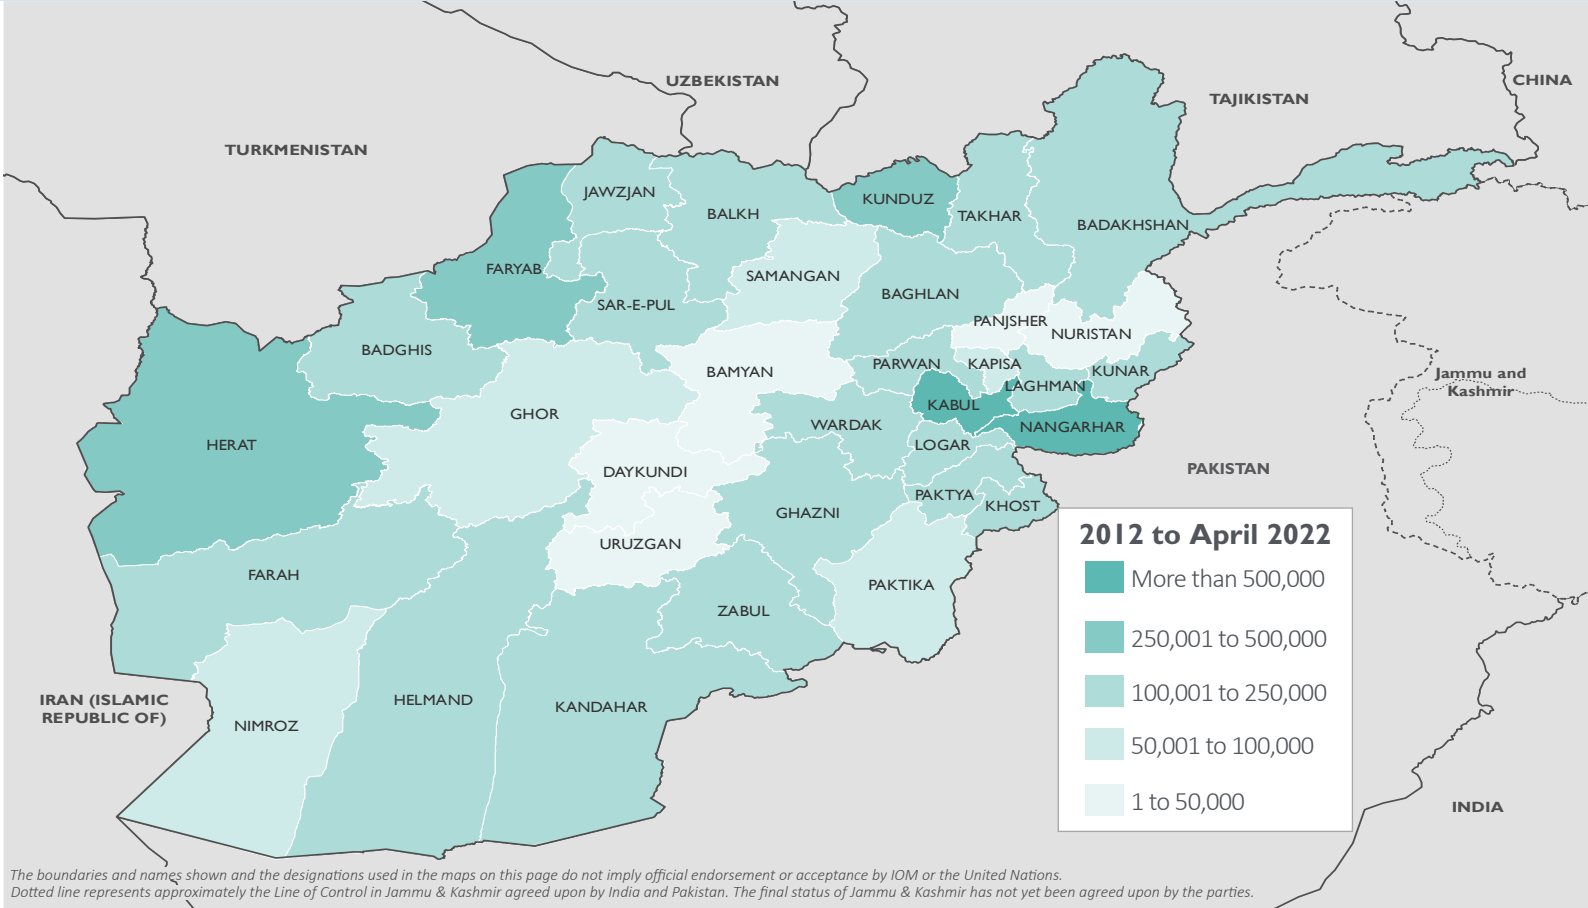 UZBEKISTAN
CHINA
TAJIKISTAN
TURKMENISTAN
JAWZJAN
BALKH
KUNDUZ
TAKHAR
BADAKHSHAN
FARYAB
SAMANGAN
SAR-E-PUL
BAGHLAN
PANJSHER
NURISTAN
BADGHIS
BAMYAN
PARWAN
KAPISA
KUNAR
LAGHMAN
Jammu and
Kashmir
KABUL
GHOR
WARDAK
NANGARHAR
HERAT
LOGAR
DAYKUNDI
PAKISTAN
PAKTYA
KHOST
GHAZNI
URUZGAN
FARAH
PAKTIKA
ZABUL
2012 to April 2022
More than 500,000
250,001 to 500,000
100,001 to 250,000
50,001 to 100,000
1 to 50,000
IRAN (ISLAMIC
REPUBLIC OF)
NIMROZ
HELMAND
KANDAHAR
INDIA
The boundaries and names shown and the designations used in the maps on this page do not imply official endorsement or acceptance by IOM or the United Nations.
Dotted line represents approximately the Line of Control in Jammu & Kashmir agreed upon by India and Pakistan. The final status of Jammu & Kashmir has not yet been agreed upon by the parties.